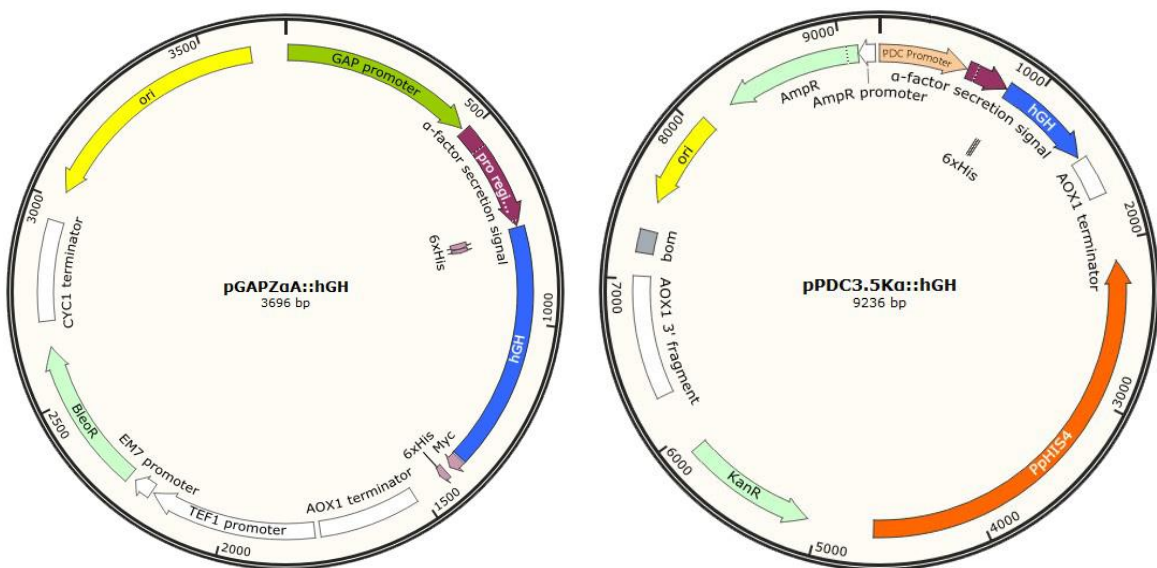 GAP promoter
500
α-factor secretion signal
pro regi...
6xHis
hGH
1000
Myc
6xHis
1500
AOX1 terminator
TEF1 promoter
2000
EM7 promoter
BleoR
2500
CYC1 terminator
3000
ori
3500
pGAPZαA::hGH
3696 bp
PDC Promoter
α-factor secretion signal
1000
hGH
6xHis
AOX1 terminator
2000
PpHIS4
3000
4000
5000
KanR
6000
AOX1 3' fragment
7000
bom
ori
8000
AmpR
AmpR promoter
9000
pPDC3.5Kα::hGH
9236 bp